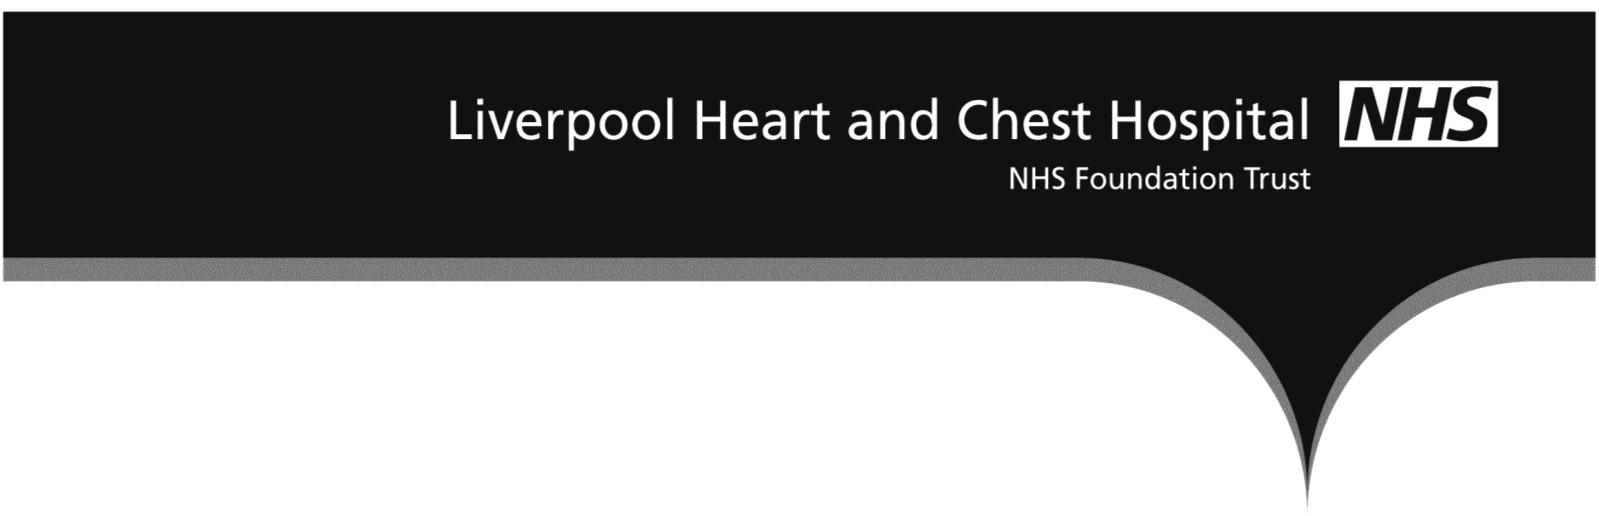 Liverpool Heart and Chest Hospital NHS
NHS Foundation Trust